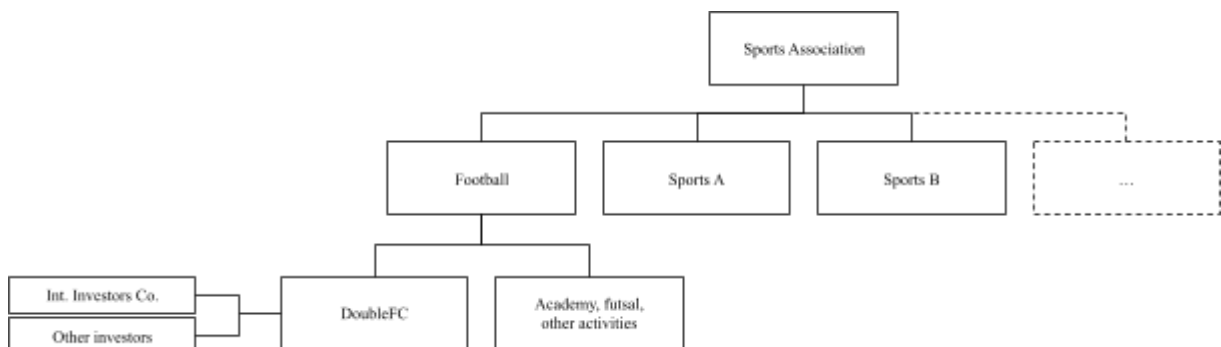 Sports Association
Football
Sports A
Sports B
...
Int. Investors Co.
Other investors
DoubleFC
Academy, futsal,
other activities